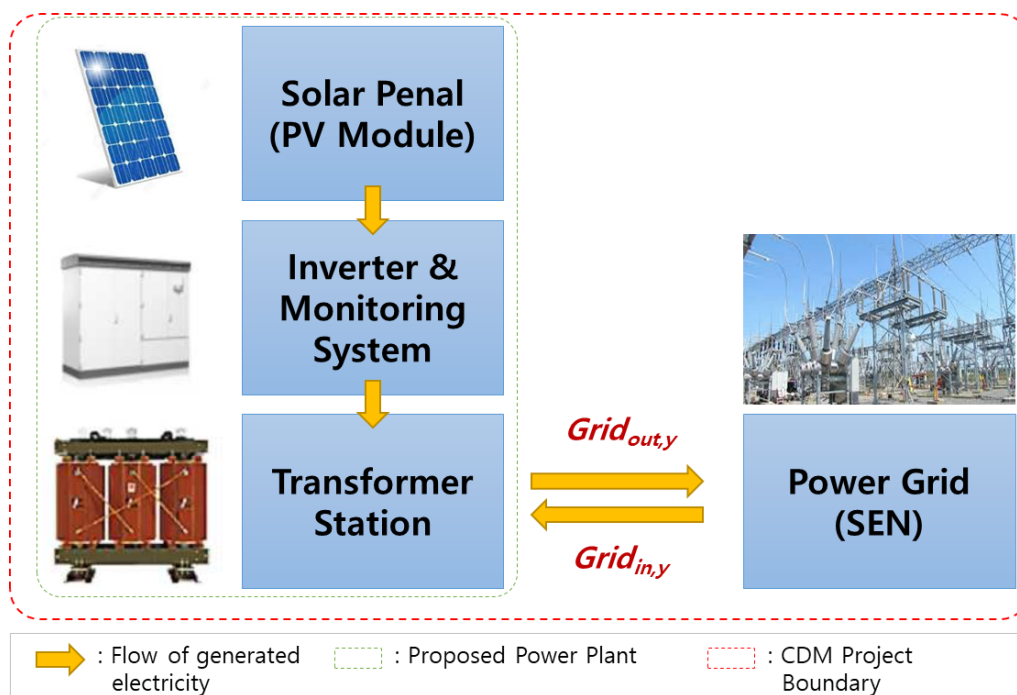 Solar Penal
(PV Module)
Inverter &
Monitoring
System
Transformer
Station
Grid_out,y
Grid_in,y
Power Grid
(SEN)
: Flow of generated
electricity
: Proposed Power Plant
: CDM Project
Boundary